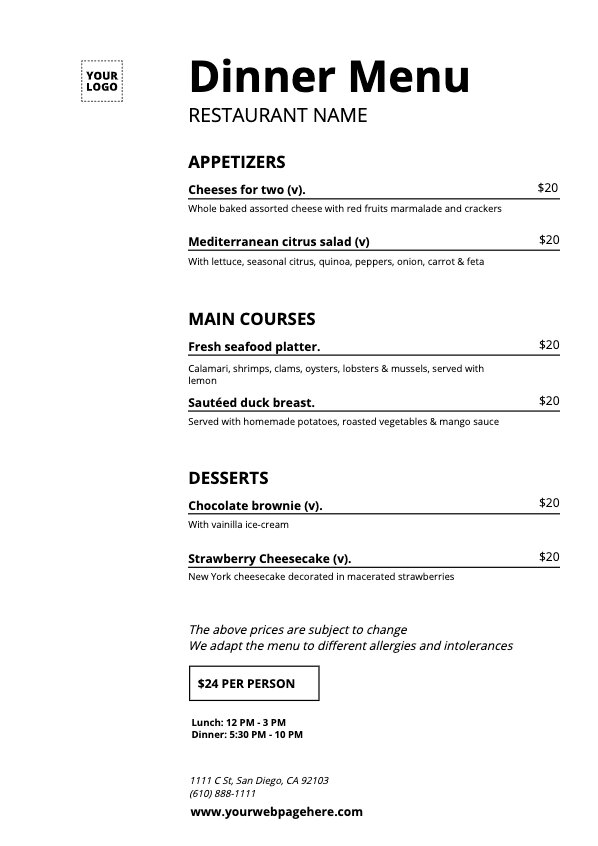 YOUR
LOGO
Dinner Menu
RESTAURANT NAME
APPETIZERS
Cheeses for two (v). $20
Whole baked assorted cheese with red fruits marmalade and crackers
Mediterranean citrus salad (v) $20
With lettuce, seasonal citrus, quinoa, peppers, onion, carrot & feta
MAIN COURSES
Fresh seafood platter. $20
Calamari, shrimps, clams, oysters, lobsters & mussels, served with
lemon
Sautéed duck breast. $20
Served with homemade potatoes, roasted vegetables & mango sauce
DESSERTS
Chocolate brownie (v). $20
With vainilla ice-cream
Strawberry Cheesecake (v). $20
New York cheesecake decorated in macerated strawberries
The above prices are subject to change
We adapt the menu to different allergies and intolerances
$24 PER PERSON
Lunch: 12 PM - 3 PM
Dinner: 5:30 PM - 10 PM
1111 C St, San Diego, CA 92103
(610) 888-1111
www.yourwebpagehere.com